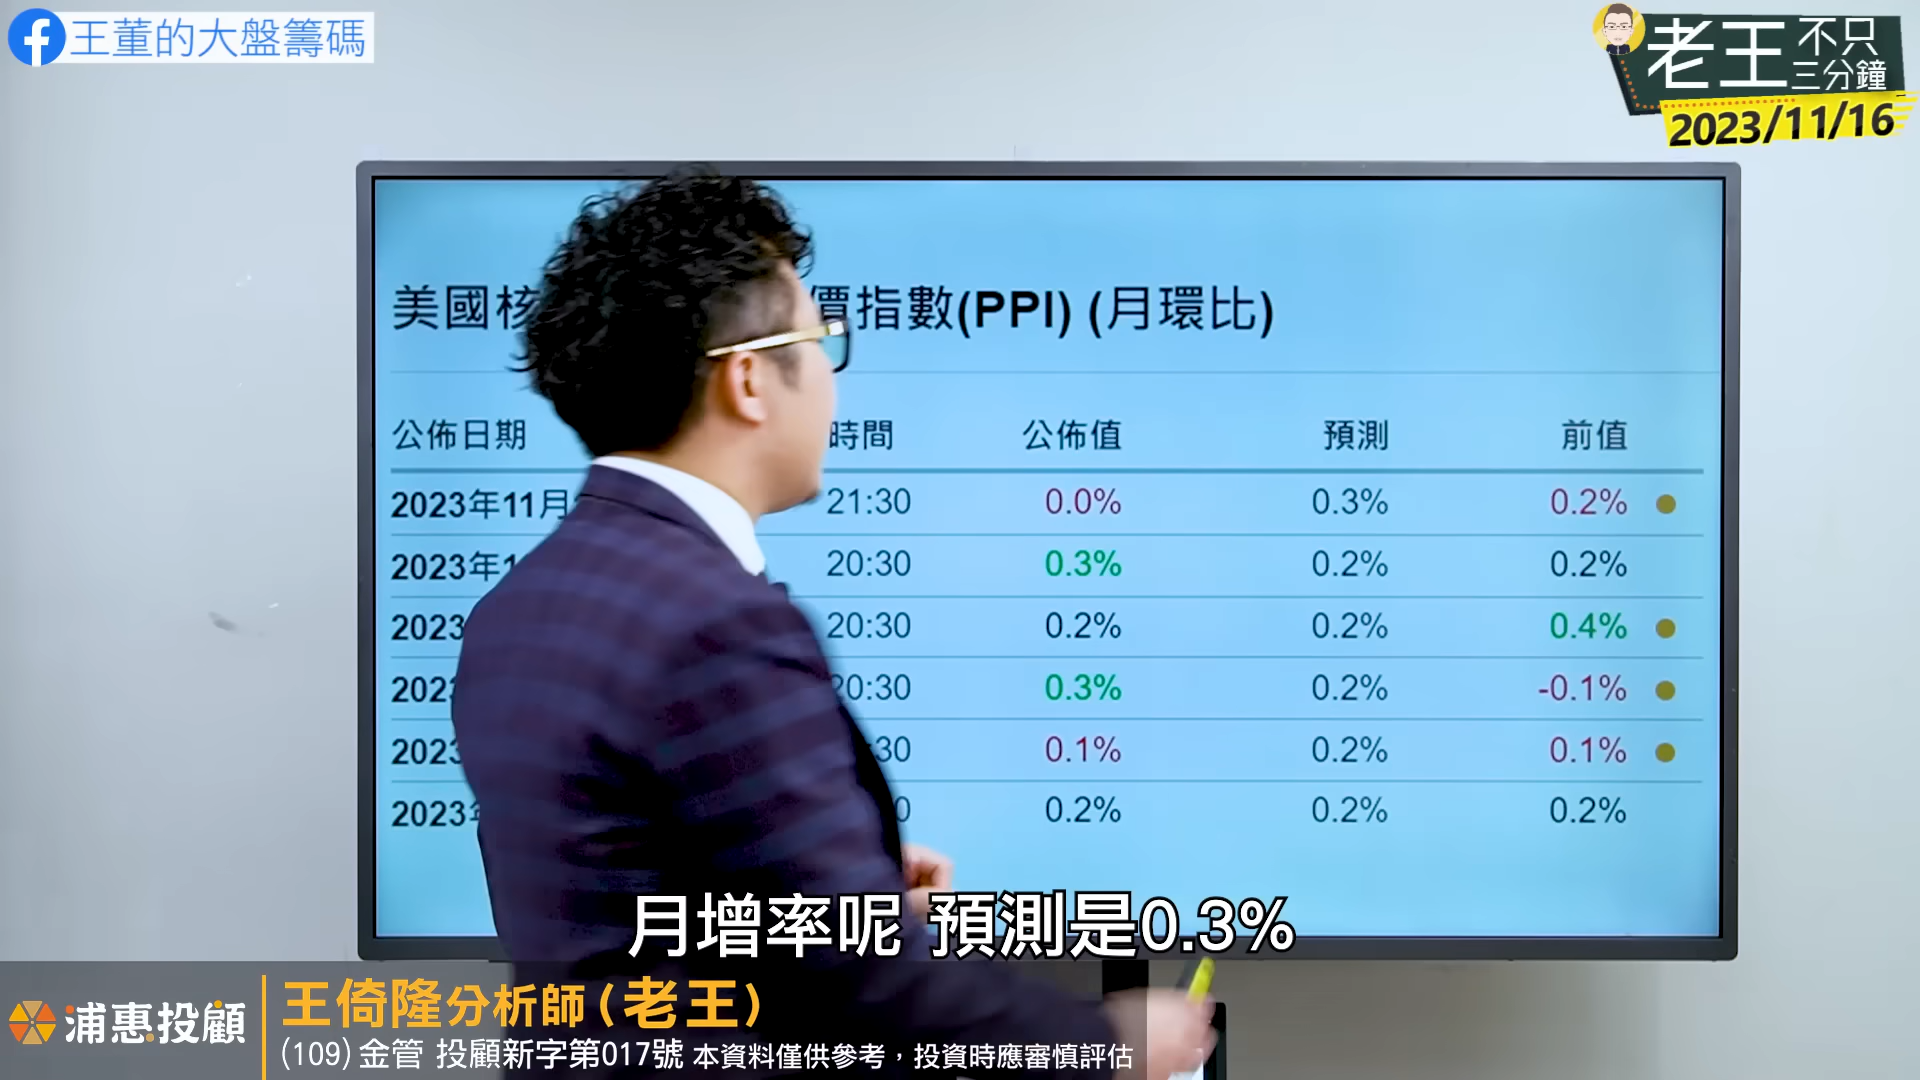 王董的大盤籌碼
老王不只三分鐘
2023/11/16
美國核 價指數(PPI) (月環比)
公佈日期 時間 公佈值 預測 前值
2023年11月 21:30 0.0% 0.3% 0.2%
2023年1 20:30 0.3% 0.2% 0.2%
2023 20:30 0.2% 0.2% 0.4%
202 20:30 0.3% 0.2% -0.1%
2023 30 0.1% 0.2% 0.1%
2023 0 0.2% 0.2% 0.2%
月增率呢 預測是0.3%
浦惠投顧
王倚隆分析師(老王)
(109)金管 投顧新字第017號 本資料僅供參考，投資時應審慎評估